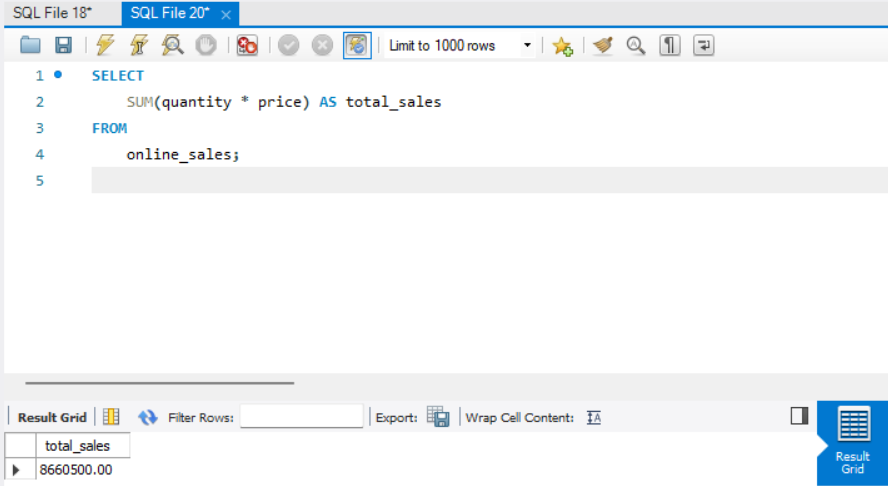 SQL File 18* SQL File 20*
Limit to 1000 rows
1 SELECT
2 SUM(quantity * price) AS total_sales
3 FROM
4 online_sales;
5
Result Grid Filter Rows: Export: Wrap Cell Content:
total_sales
8660500.00
Result
Grid